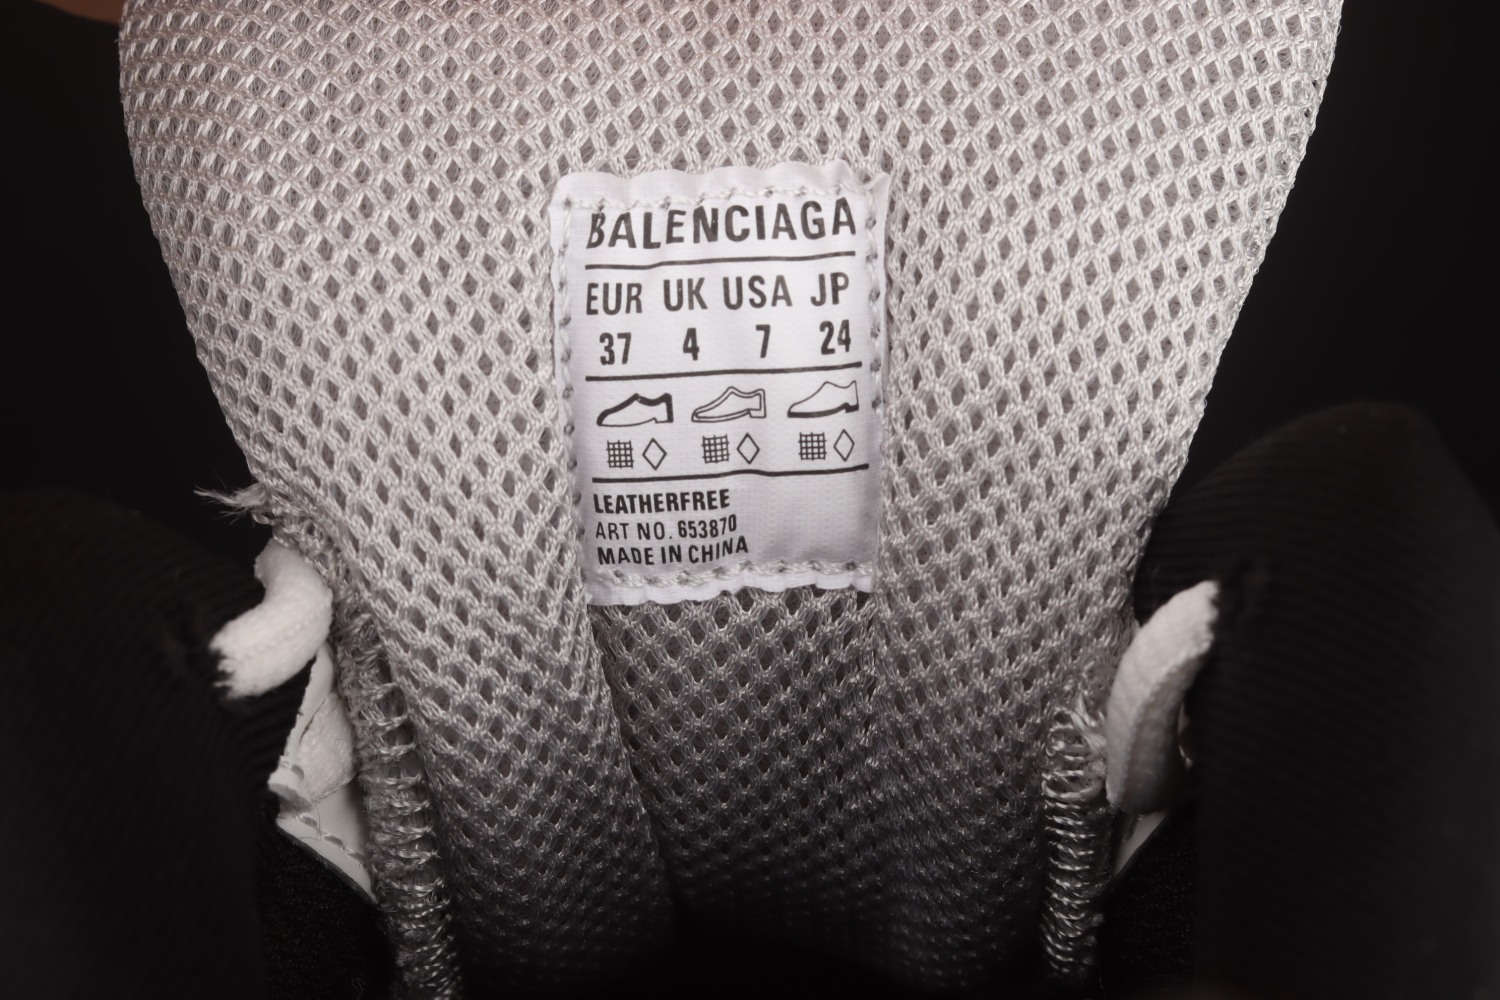 BALENCIAGA
EUR UK USA JP
37 4 7 24
LEATHERFREE
ART NO. 653870
MADE IN CHINA